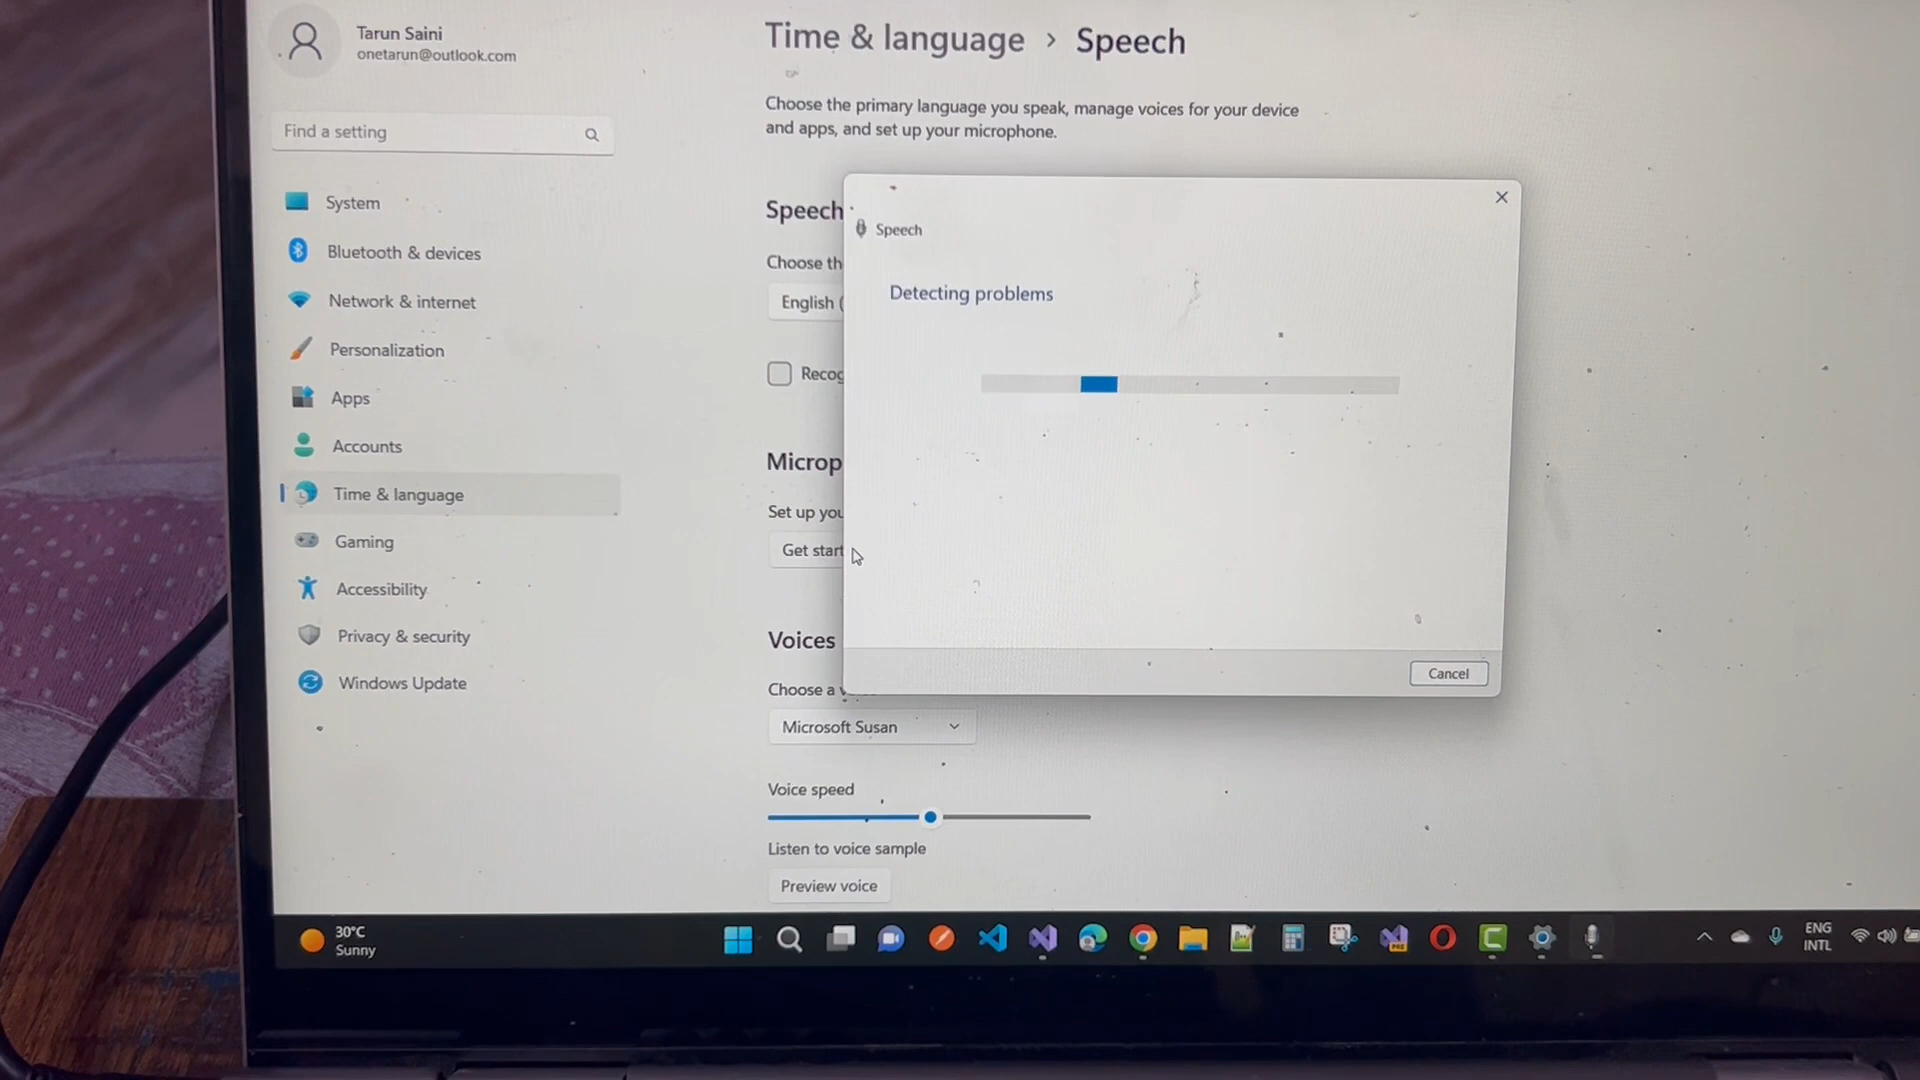 Tarun Saini
onetarun@outlook.com
Find a setting
System
Bluetooth & devices
Network & internet
Personalization
Apps
Accounts
Time & language
Gaming
Accessibility
Privacy & security
Windows Update
Time & language > Speech
Choose the primary language you speak, manage voices for your device
and apps, and set up your microphone.
Speech
Choose th
English (
Recog
Microp
Set up you
Get start
Voices
Choose a v
Microsoft Susan
Voice speed
Listen to voice sample
Preview voice
Speech
Detecting problems
Cancel
30°C
Sunny
ENG
INTL